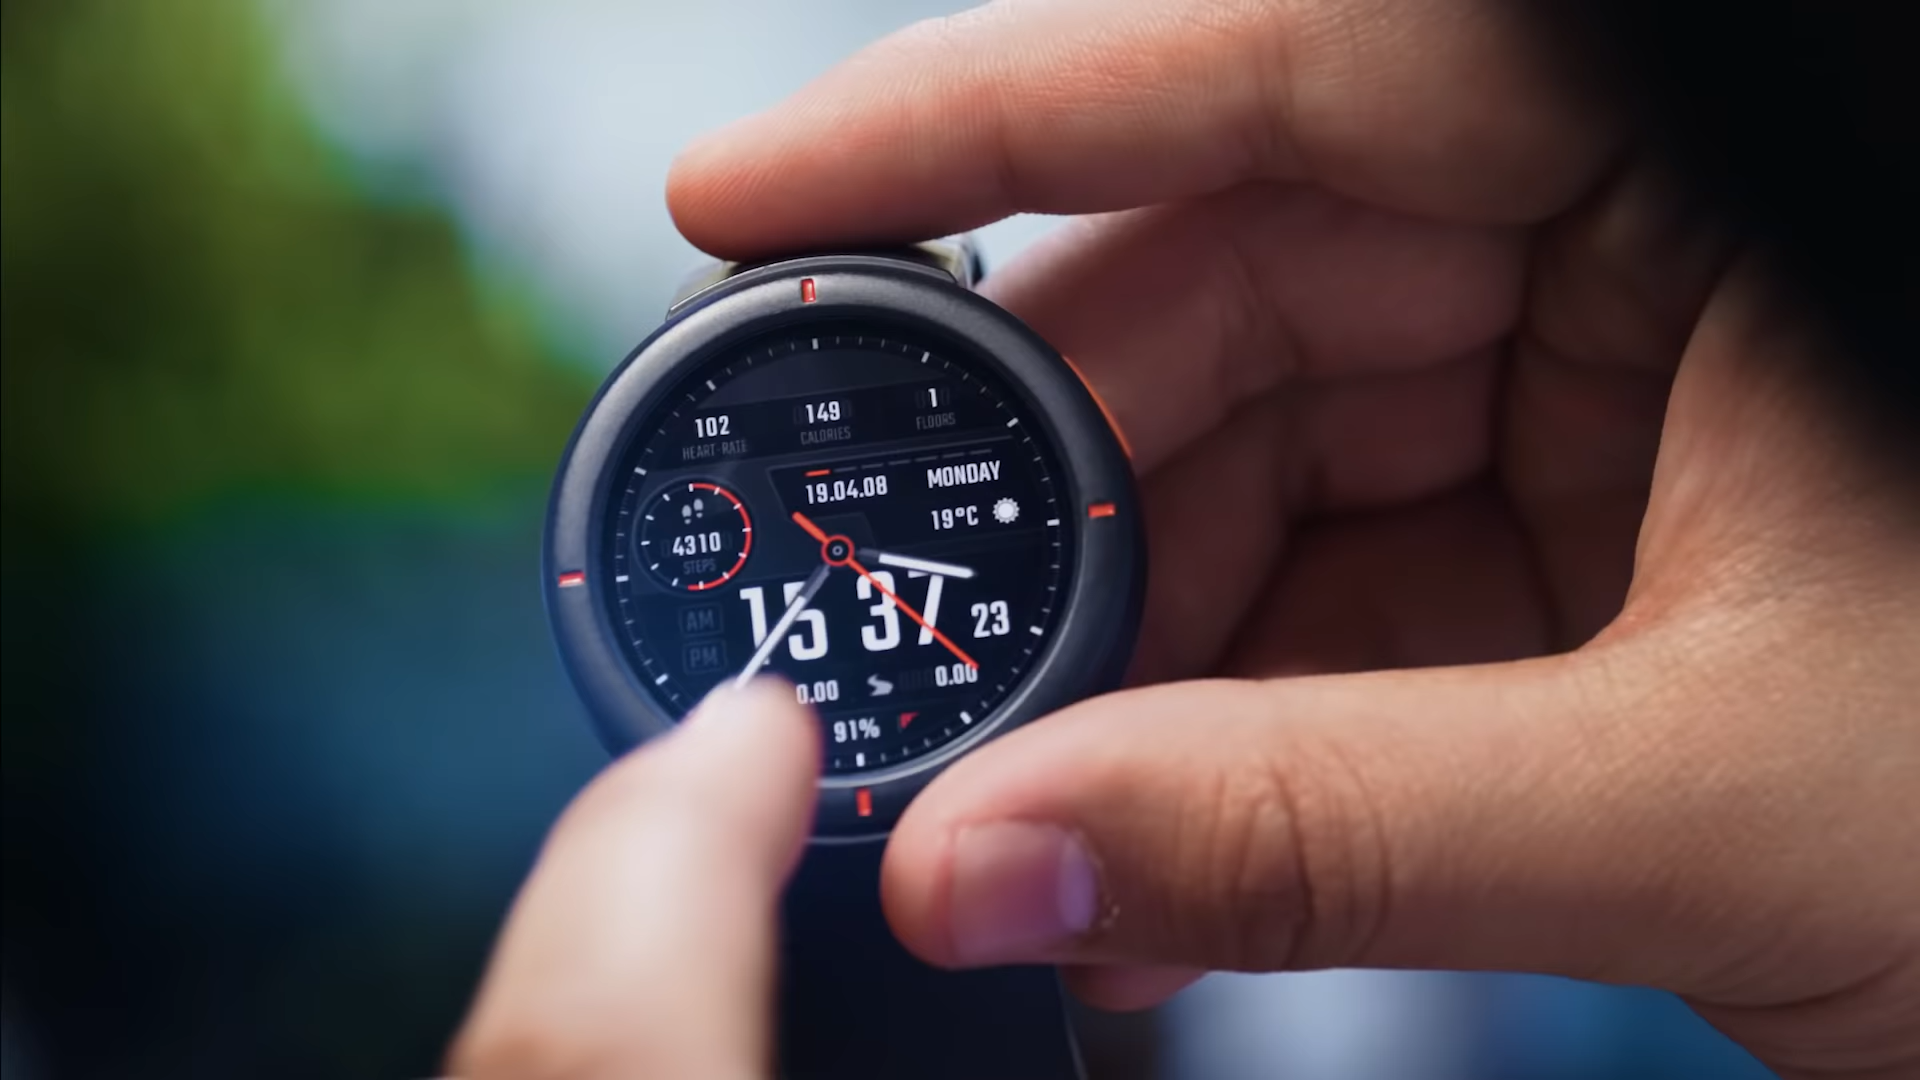 102 149 1
HEART-RATE CALORIES FLOORS
19.04.08 MONDAY
19°C
4310
STEPS
AM
PM
15 37 23
0.00 0.00
91%